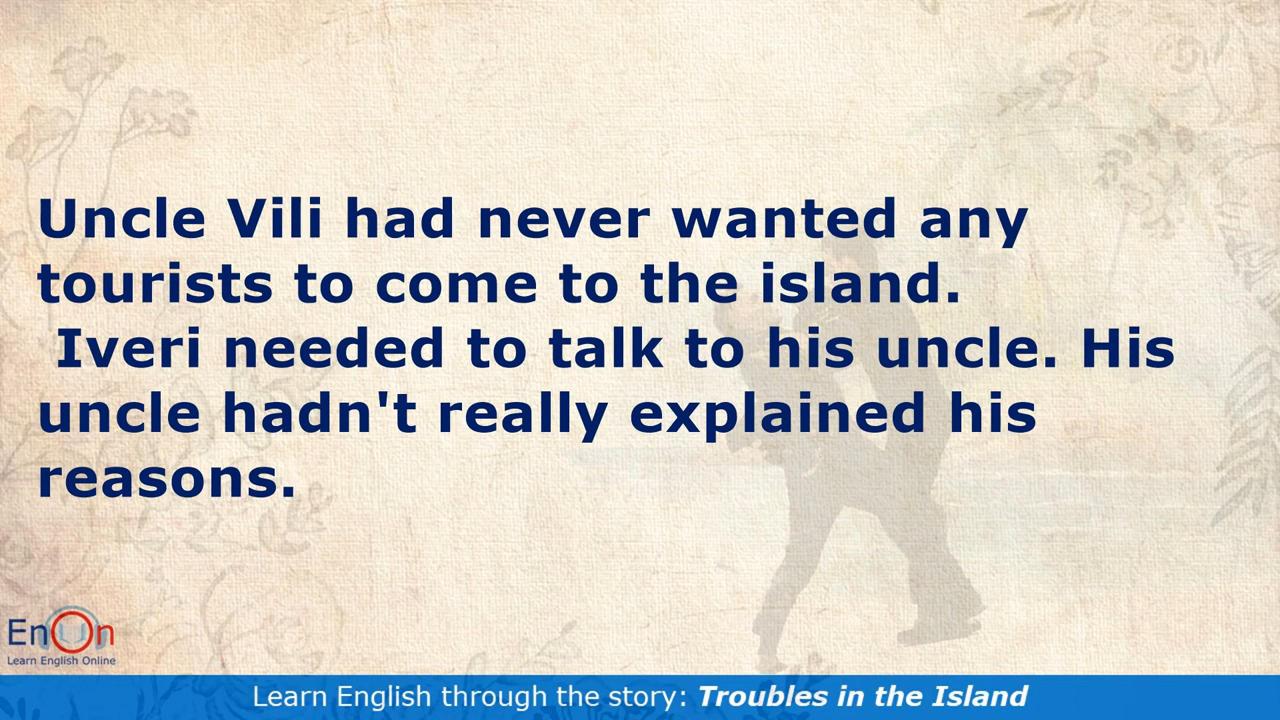 Uncle Vili had never wanted any
tourists to come to the island.
Iveri needed to talk to his uncle. His
uncle hadn't really explained his
reasons.
EnOn
Learn English Online
Learn English through the story: Troubles in the Island